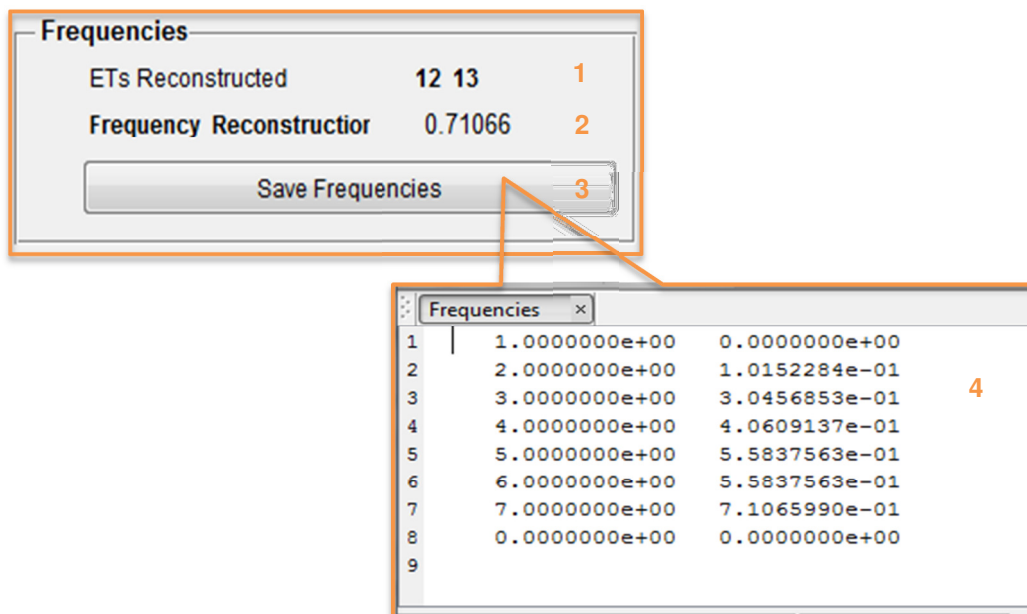 Frequencies
ETs Reconstructed 12 13 1
Frequency Reconstructior 0.71066 2
Save Frequencies 3
Frequencies ×
1 1.0000000e+00 0.0000000e+00
2 2.0000000e+00 1.0152284e-01
3 3.0000000e+00 3.0456853e-01
4 4.0000000e+00 4.0609137e-01
5 5.0000000e+00 5.5837563e-01
6 6.0000000e+00 5.5837563e-01
7 7.0000000e+00 7.1065990e-01
8 0.0000000e+00 0.0000000e+00
9
4